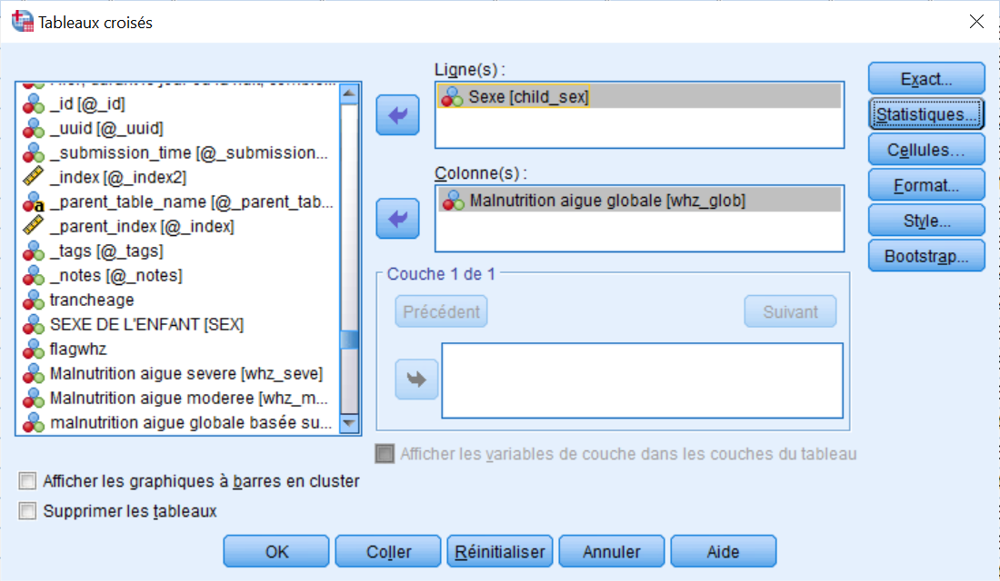 Tableaux croisés
_id [@_id]
_uuid [@_uuid]
_submission_time [@_submission...
_index [@_index2]
_parent_table_name [@_parent_tab...
_parent_index [@_index]
_tags [@_tags]
_notes [@_notes]
trancheage
SEXE DE L'ENFANT [SEX]
flagwhz
Malnutrition aigue severe [whz_seve]
Malnutrition aigue moderee [whz_m...
malnutrition aigue globale basée su...
Ligne(s) :
Sexe [child_sex]
Colonne(s) :
Malnutrition aigue globale [whz_glob]
Couche 1 de 1
Précédent
Suivant
Afficher les variables de couche dans les couches du tableau
Exact...
Statistiques...
Cellules...
Format...
Style...
Bootstrap...
Afficher les graphiques à barres en cluster
Supprimer les tableaux
OK
Coller
Réinitialiser
Annuler
Aide